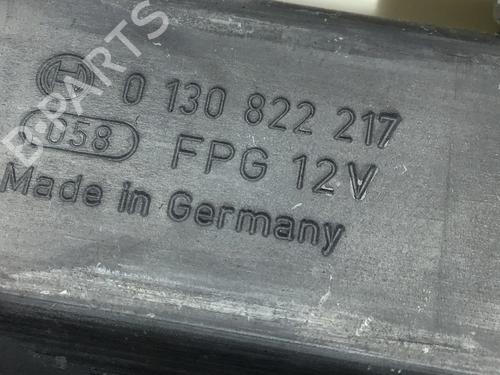 0 130 822 217
058 FPG 12V
Made in Germany
B-PARTS